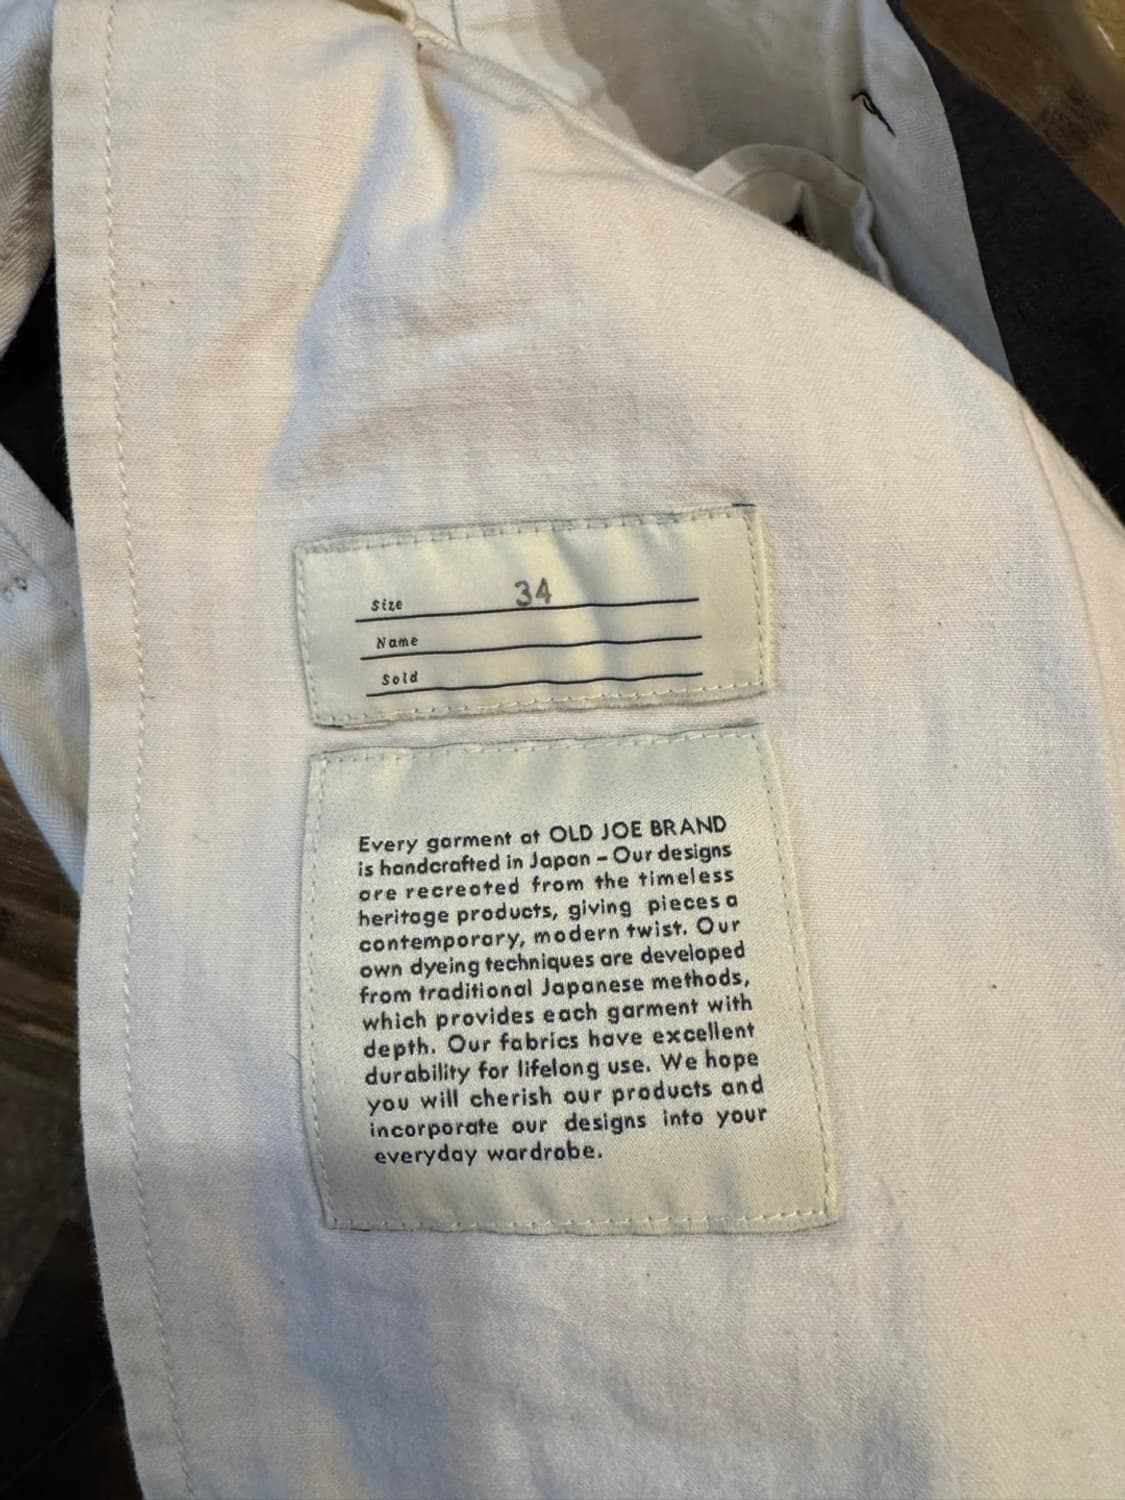 Size 34
Name
Sold
Every garment at OLD JOE BRAND
is handcrafted in Japan – Our designs
are recreated from the timeless
heritage products, giving pieces a
contemporary, modern twist. Our
own dyeing techniques are developed
from traditional Japanese methods,
which provides each garment with
depth. Our fabrics have excellent
durability for lifelong use. We hope
you will cherish our products and
incorporate our designs into your
everyday wardrobe.